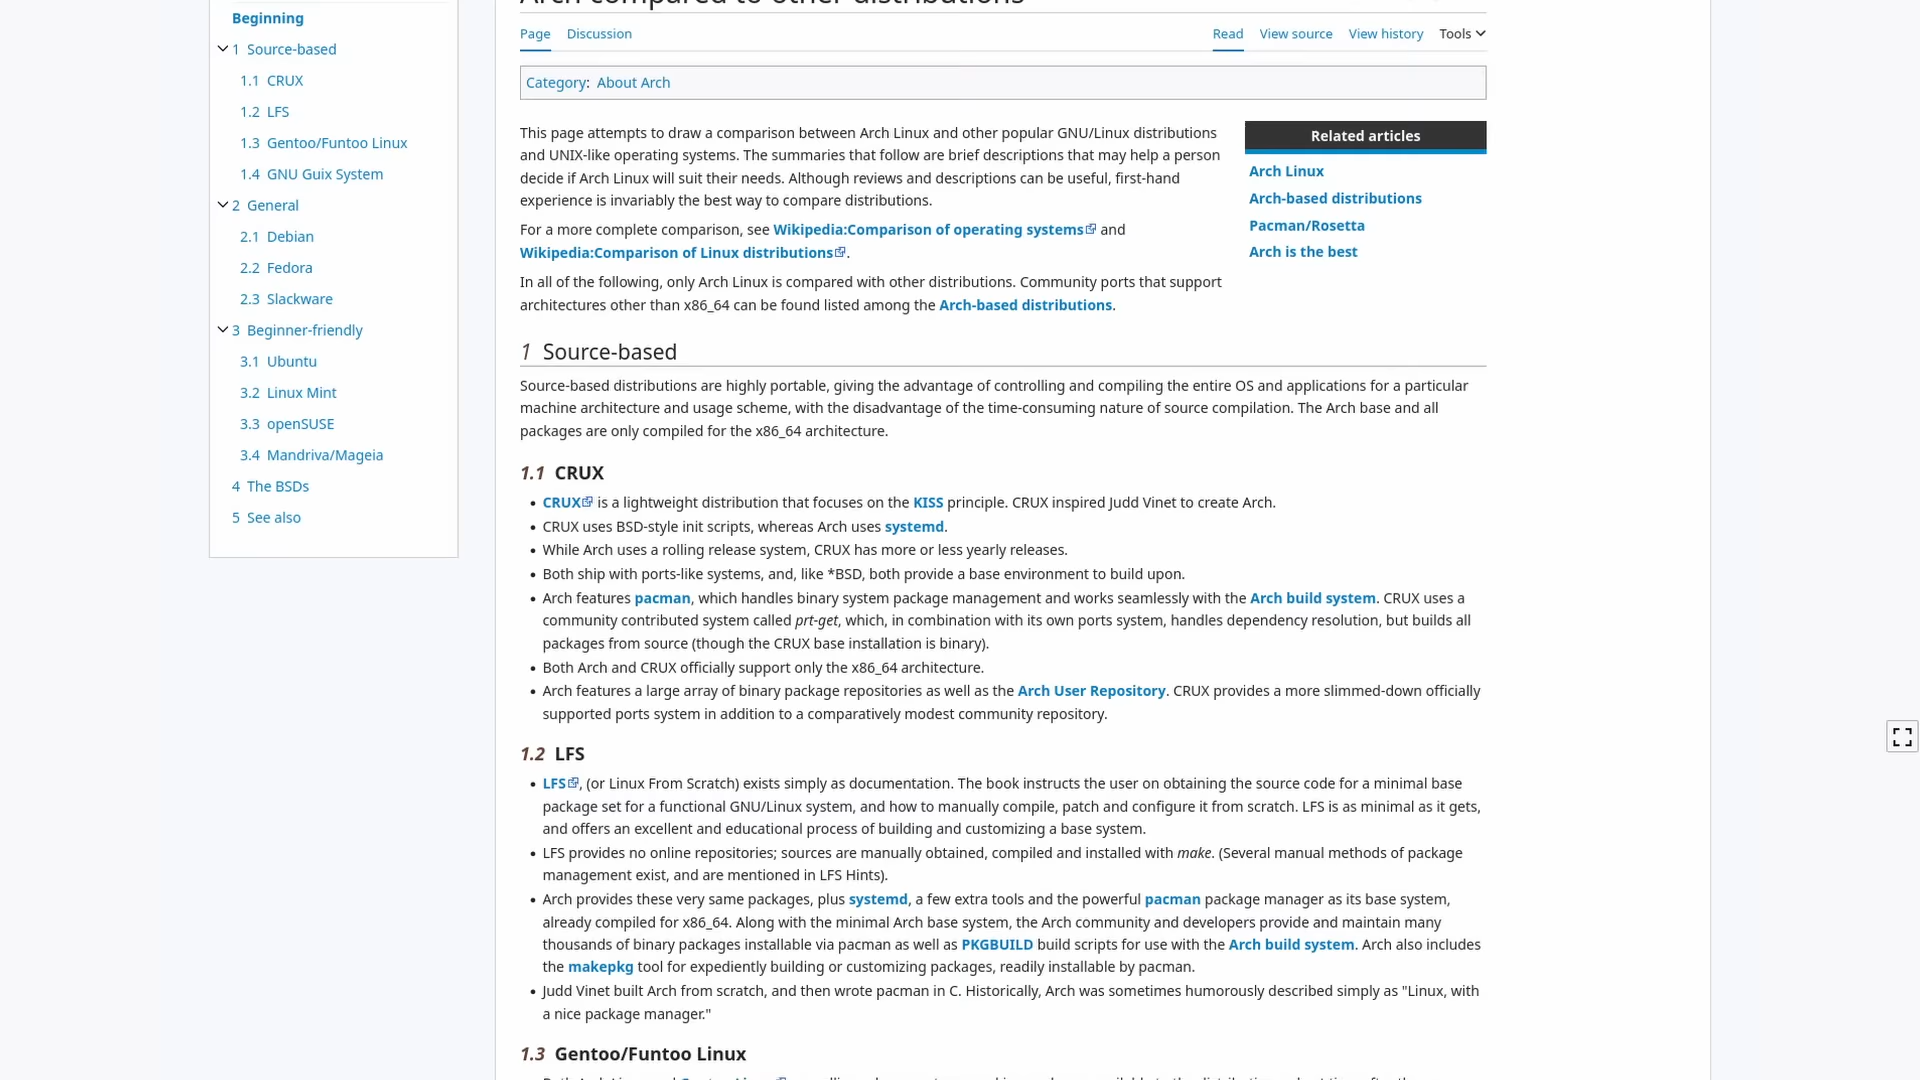 Arch compared to other distributions
Beginning
1 Source-based
1.1 CRUX
1.2 LFS
1.3 Gentoo/Funtoo Linux
1.4 GNU Guix System
2 General
2.1 Debian
2.2 Fedora
2.3 Slackware
3 Beginner-friendly
3.1 Ubuntu
3.2 Linux Mint
3.3 openSUSE
3.4 Mandriva/Mageia
4 The BSDs
5 See also
Page Discussion Read View source View history Tools
Category: About Arch
This page attempts to draw a comparison between Arch Linux and other popular GNU/Linux distributions
and UNIX-like operating systems. The summaries that follow are brief descriptions that may help a person
decide if Arch Linux will suit their needs. Although reviews and descriptions can be useful, first-hand
experience is invariably the best way to compare distributions.
For a more complete comparison, see Wikipedia:Comparison of operating systems and
Wikipedia:Comparison of Linux distributions.
In all of the following, only Arch Linux is compared with other distributions. Community ports that support
architectures other than x86_64 can be found listed among the Arch-based distributions.
Related articles
Arch Linux
Arch-based distributions
Pacman/Rosetta
Arch is the best
1 Source-based
Source-based distributions are highly portable, giving the advantage of controlling and compiling the entire OS and applications for a particular
machine architecture and usage scheme, with the disadvantage of the time-consuming nature of source compilation. The Arch base and all
packages are only compiled for the x86_64 architecture.
1.1 CRUX
• CRUX is a lightweight distribution that focuses on the KISS principle. CRUX inspired Judd Vinet to create Arch.
• CRUX uses BSD-style init scripts, whereas Arch uses systemd.
• While Arch uses a rolling release system, CRUX has more or less yearly releases.
• Both ship with ports-like systems, and, like *BSD, both provide a base environment to build upon.
• Arch features pacman, which handles binary system package management and works seamlessly with the Arch build system. CRUX uses a
community contributed system called prt-get, which, in combination with its own ports system, handles dependency resolution, but builds all
packages from source (though the CRUX base installation is binary).
• Both Arch and CRUX officially support only the x86_64 architecture.
• Arch features a large array of binary package repositories as well as the Arch User Repository. CRUX provides a more slimmed-down officially
supported ports system in addition to a comparatively modest community repository.
1.2 LFS
• LFS, (or Linux From Scratch) exists simply as documentation. The book instructs the user on obtaining the source code for a minimal base
package set for a functional GNU/Linux system, and how to manually compile, patch and configure it from scratch. LFS is as minimal as it gets,
and offers an excellent and educational process of building and customizing a base system.
• LFS provides no online repositories; sources are manually obtained, compiled and installed with make. (Several manual methods of package
management exist, and are mentioned in LFS Hints).
• Arch provides these very same packages, plus systemd, a few extra tools and the powerful pacman package manager as its base system,
already compiled for x86_64. Along with the minimal Arch base system, the Arch community and developers provide and maintain many
thousands of binary packages installable via pacman as well as PKGBUILD build scripts for use with the Arch build system. Arch also includes
the makepkg tool for expediently building or customizing packages, readily installable by pacman.
• Judd Vinet built Arch from scratch, and then wrote pacman in C. Historically, Arch was sometimes humorously described simply as "Linux, with
a nice package manager."
1.3 Gentoo/Funtoo Linux